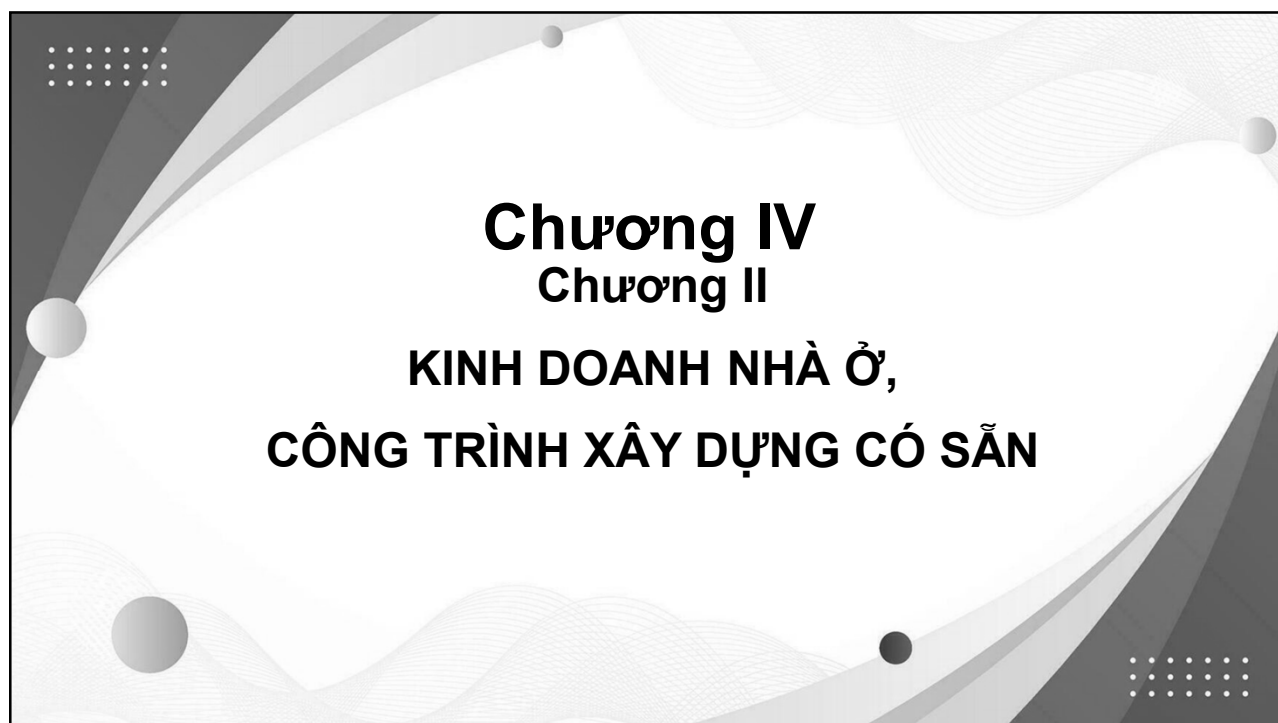 Chương IV
Chương II
KINH DOANH NHÀ Ở,
CÔNG TRÌNH XÂY DỰNG CÓ SẴN